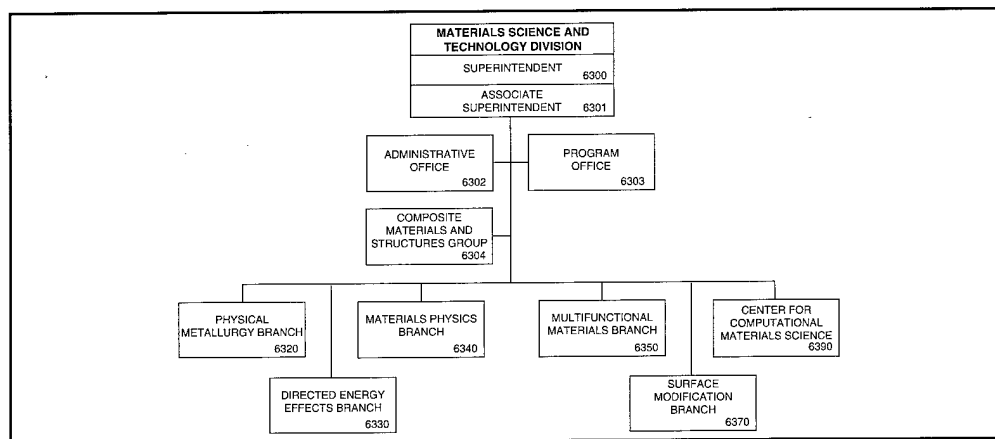 MATERIALS SCIENCE AND
TECHNOLOGY DIVISION
SUPERINTENDENT
6300
ASSOCIATE
SUPERINTENDENT
6301
ADMINISTRATIVE
OFFICE
6302
PROGRAM
OFFICE
6303
COMPOSITE
MATERIALS AND
STRUCTURES GROUP
6304
PHYSICAL
METALLURGY BRANCH
6320
MATERIALS PHYSICS
BRANCH
6340
MULTIFUNCTIONAL
MATERIALS BRANCH
6350
CENTER FOR
COMPUTATIONAL
MATERIALS SCIENCE
6390
DIRECTED ENERGY
EFFECTS BRANCH
6330
SURFACE
MODIFICATION
BRANCH
6370